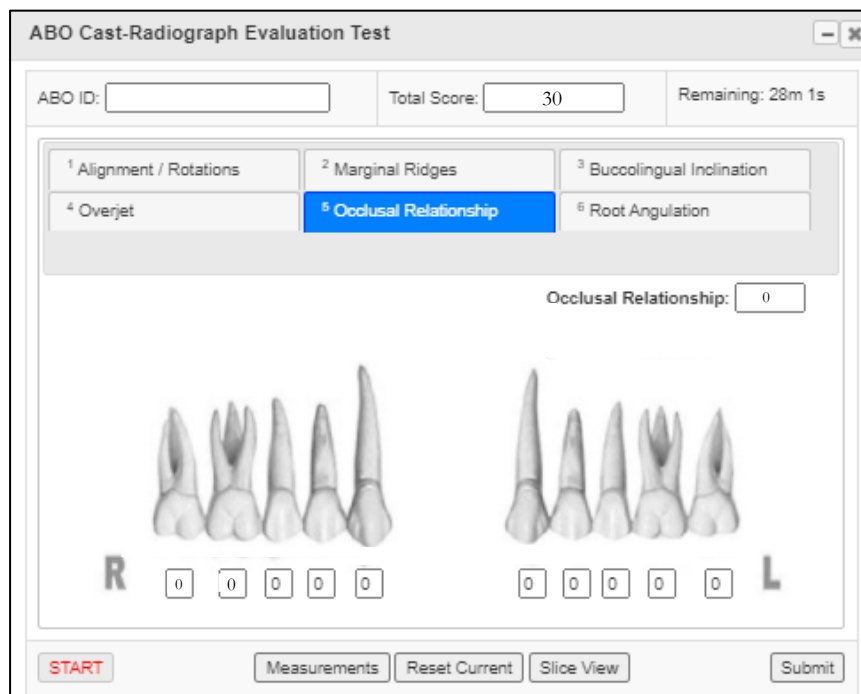 ABO Cast-Radiograph Evaluation Test
ABO ID: Total Score: 30 Remaining: 28m 1s
1 Alignment / Rotations 2 Marginal Ridges 3 Buccolingual Inclination
4 Overjet 5 Occlusal Relationship 6 Root Angulation
Occlusal Relationship: 0
R 0 0 0 0 0 0 0 0 0 0 L
START Measurements Reset Current Slice View Submit